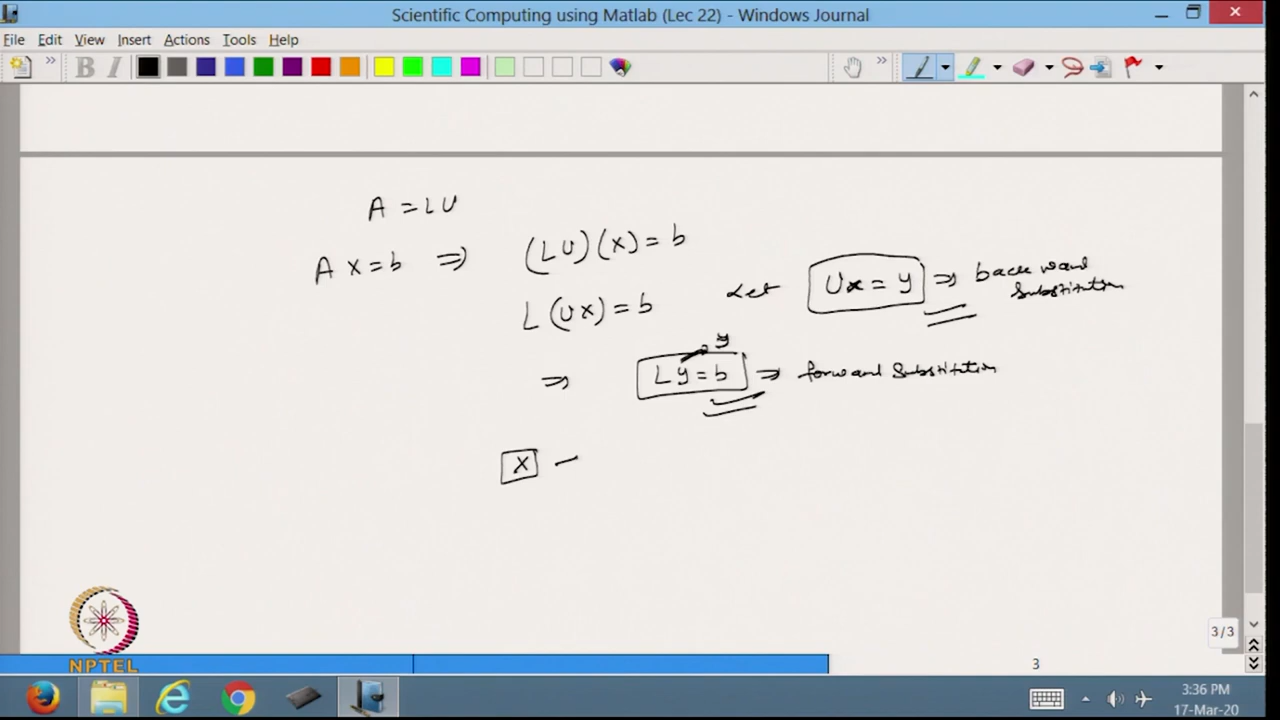 Scientific Computing using Matlab (Lec 22) - Windows Journal
File Edit View Insert Actions Tools Help
A = LU
Ax = b ⇒ (LU)(x) = b
L(Ux) = b Let Ux = y ⇒ backward substitution
y
⇒ Ly = b ⇒ forward substitution
x –
NPTEL
3/3
3
3:36 PM
17-Mar-20